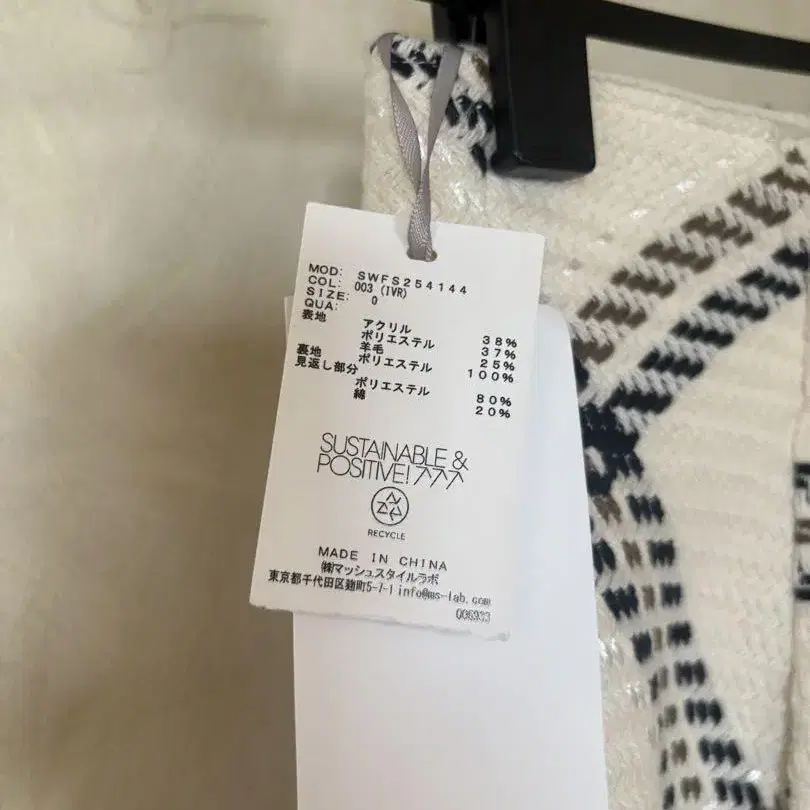 MOD: SWFS254144
COL: 003 (IVR)
SIZE: 0
QUA:
表地
アクリル 38%
ポリエステル 37%
羊毛 25%
裏地 ポリエステル 100%
見返し部分
ポリエステル 80%
綿 20%
SUSTAINABLE &
POSITIVE!
RECYCLE
MADE IN CHINA
㈱マッシュスタイルラボ
東京都千代田区麹町5-7-1 info@ms-lab.com
Q06933